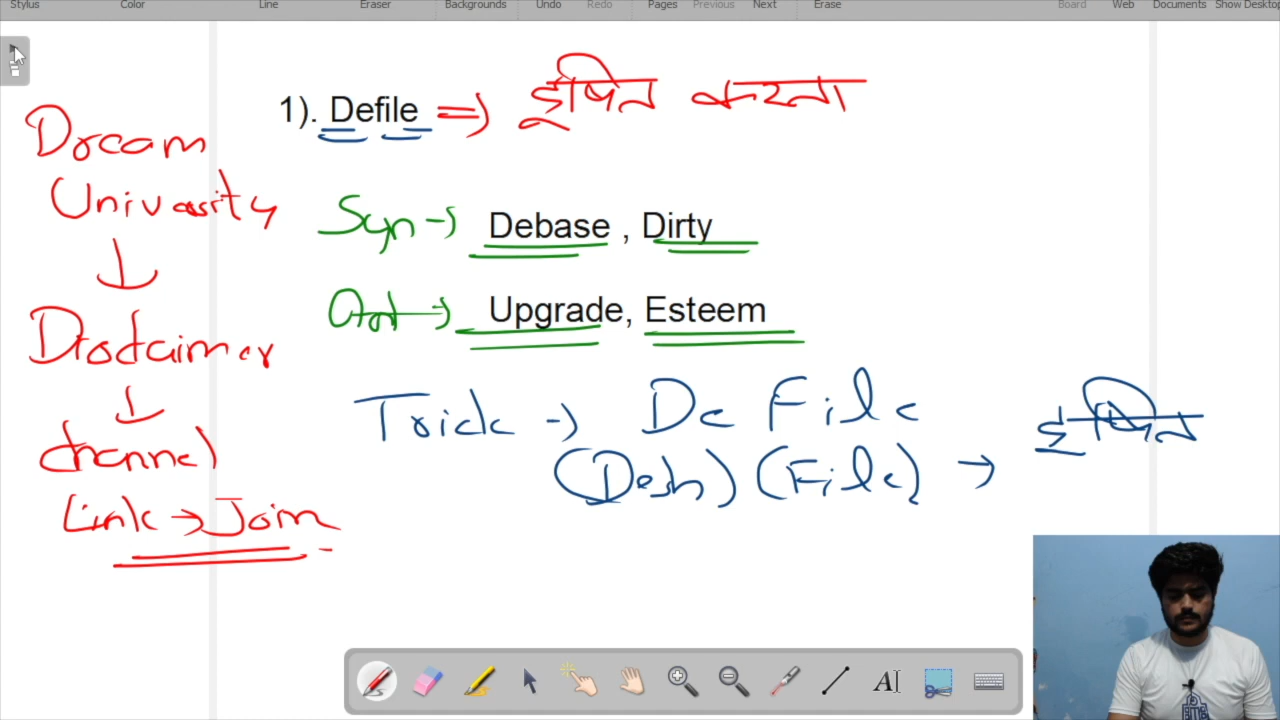 Stylus Color Line Eraser Backgrounds Undo Redo Pages Previous Next Erase Board Web Documents Show Desktop
1). Defile => दूषित करना
Syn → Debase , Dirty
Ant → Upgrade, Esteem
Trick → De File
(Desh) (File) → दूषित
Dream
University
↓
Disclaimer
↓
channel
Link → Join